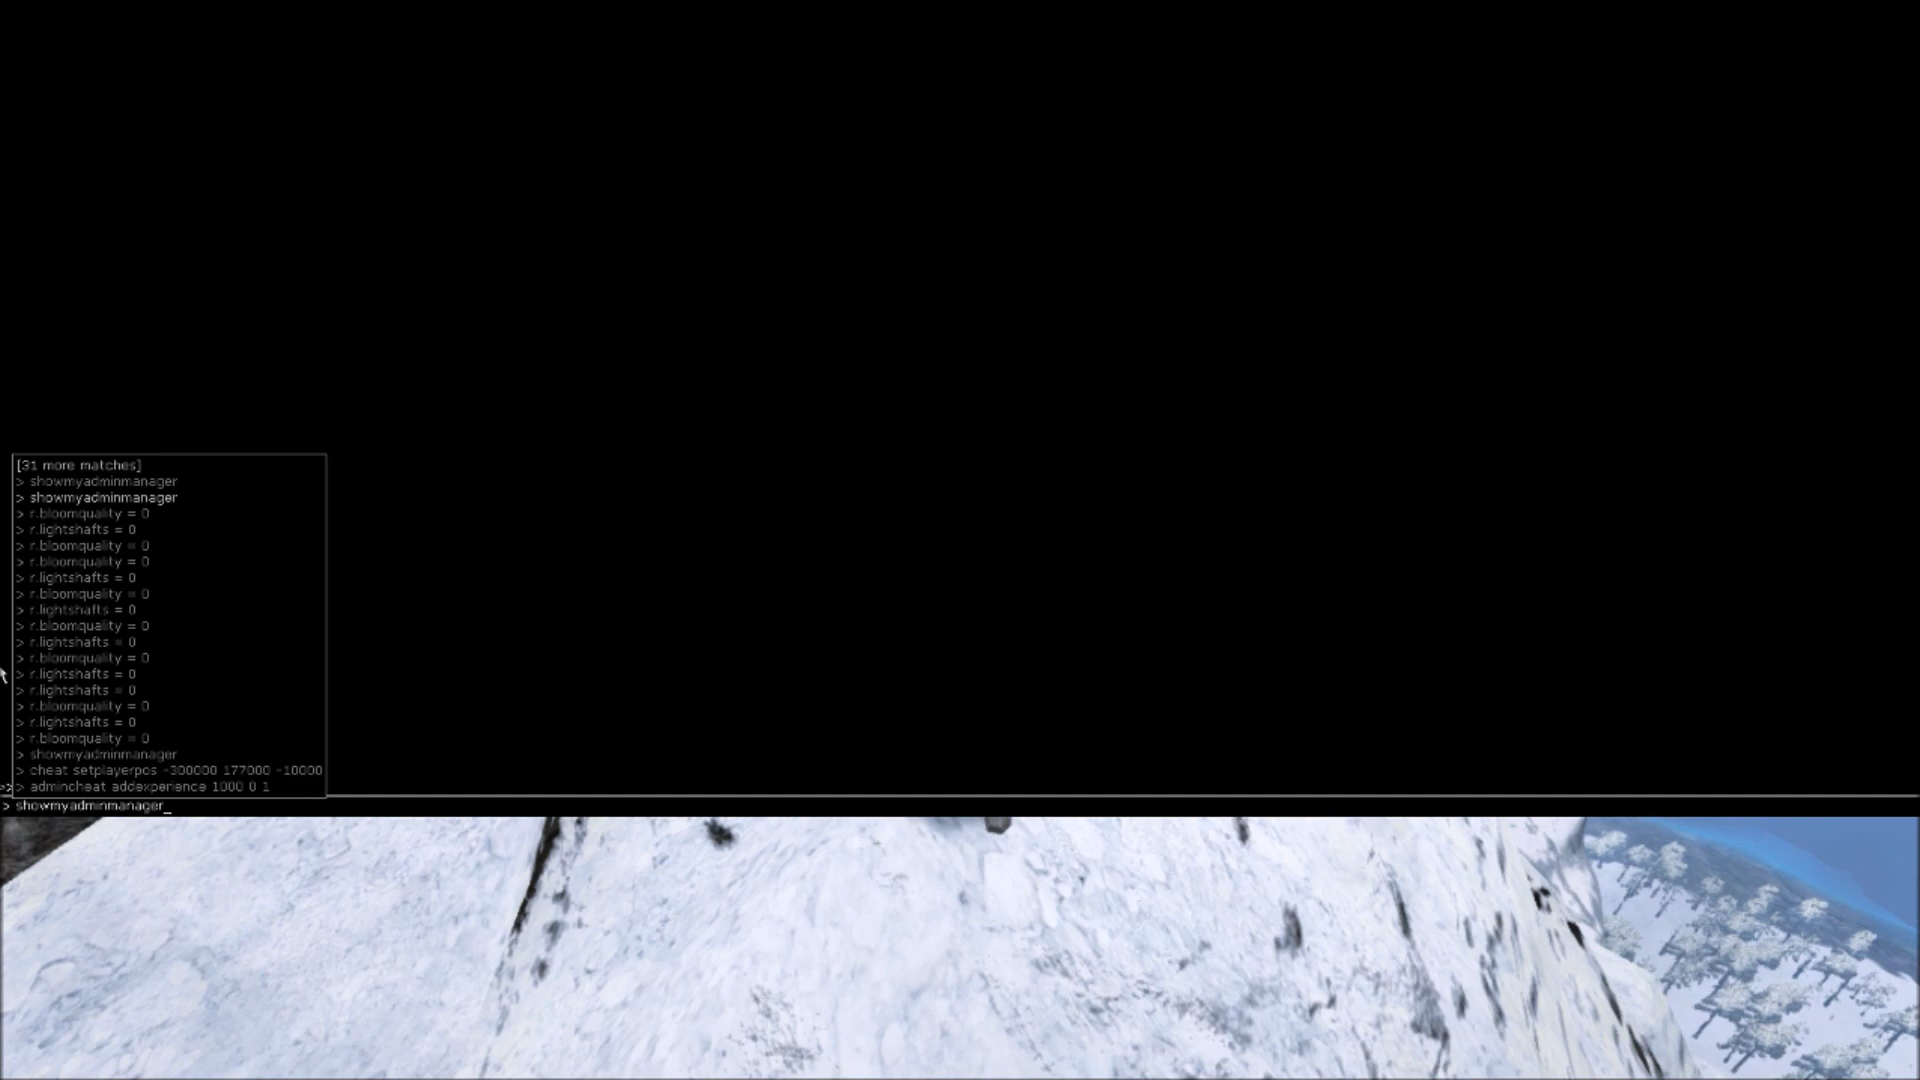 [31 more matches]
> showmyadminmanager
> showmyadminmanager
> r.bloomquality = 0
> r.lightshafts = 0
> r.bloomquality = 0
> r.bloomquality = 0
> r.lightshafts = 0
> r.bloomquality = 0
> r.lightshafts = 0
> r.bloomquality = 0
> r.lightshafts = 0
> r.bloomquality = 0
> r.lightshafts = 0
> r.lightshafts = 0
> r.bloomquality = 0
> r.lightshafts = 0
> r.bloomquality = 0
> showmyadminmanager
> cheat setplayerpos -300000 177000 -10000
> admincheat addexperience 1000 0 1
> showmyadminmanager_